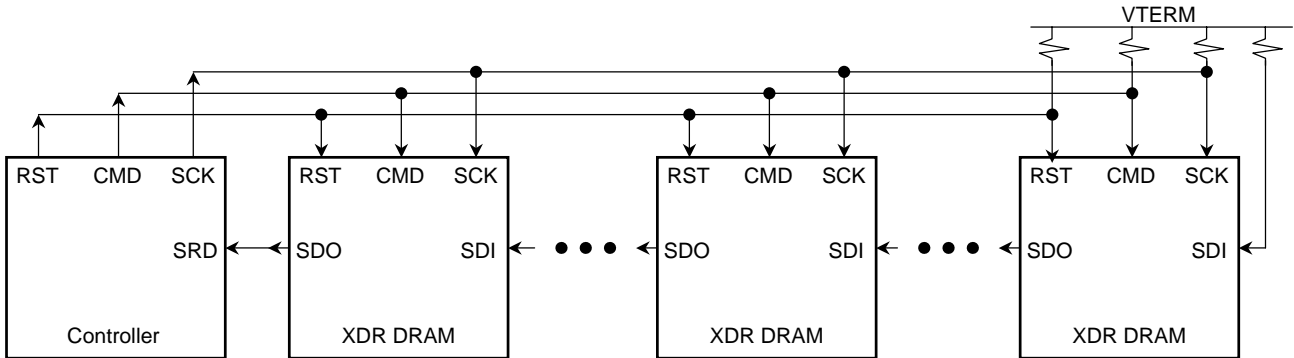 VTERM
RST CMD SCK
RST CMD SCK
RST CMD SCK
RST CMD SCK
SRD
SDO SDI
SDO SDI
SDO SDI
Controller
XDR DRAM
XDR DRAM
XDR DRAM